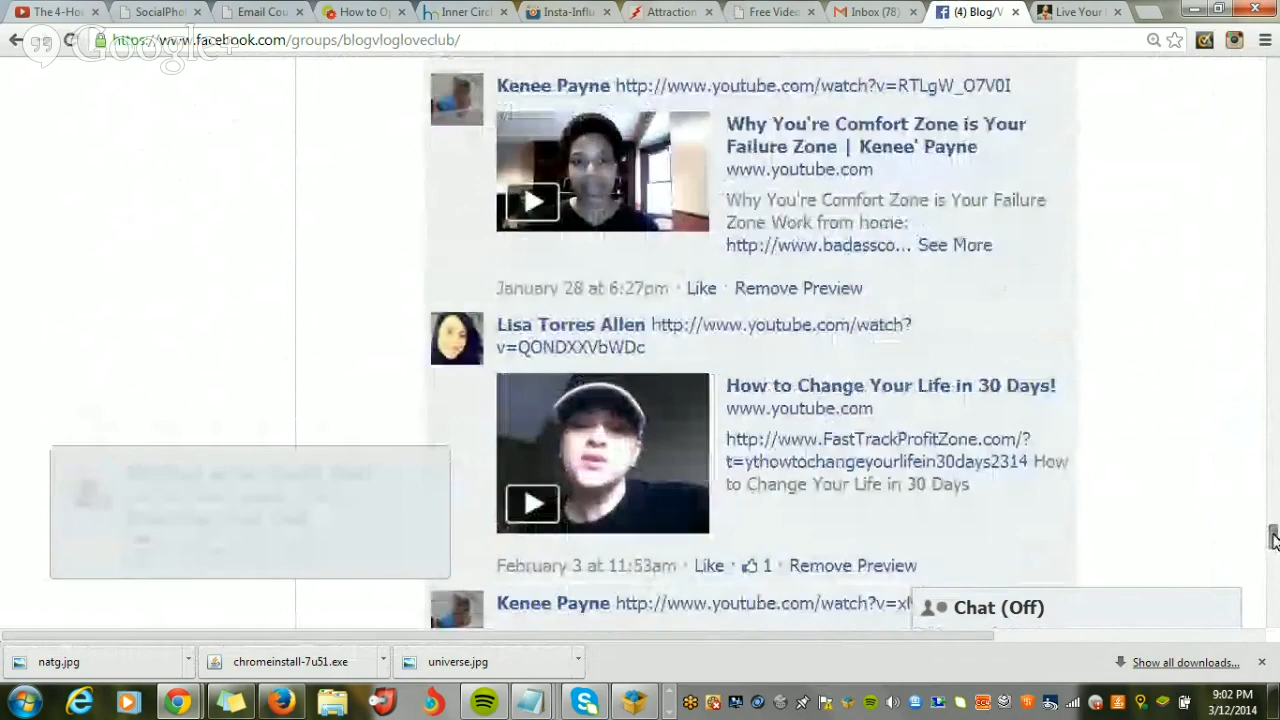 The 4-Ho
SocialPho
Email Cou
How to Op
Inner Circ
Insta-Influ
Attraction
Free Video
Inbox (78)
(4) Blog/V
Live Your
https://www.facebook.com/groups/blogvlogloveclub/
Google+
Kenee Payne http://www.youtube.com/watch?v=RTLgW_O7V0I
Why You're Comfort Zone is Your
Failure Zone | Kenee' Payne
www.youtube.com
Why You're Comfort Zone is Your Failure
Zone Work from home:
http://www.badassco... See More
January 28 at 6:27pm · Like · Remove Preview
Lisa Torres Allen http://www.youtube.com/watch?
v=QONDXXVbWDc
How to Change Your Life in 30 Days!
www.youtube.com
http://www.FastTrackProfitZone.com/?
t=ythowtochangeyourlifein30days2314 How
to Change Your Life in 30 Days
February 3 at 11:53am · Like · 1 · Remove Preview
Kenee Payne http://www.youtube.com/watch?v=x
Chat (Off)
natg.jpg
chromeinstall-7u51.exe
universe.jpg
Show all downloads...
9:02 PM
3/12/2014